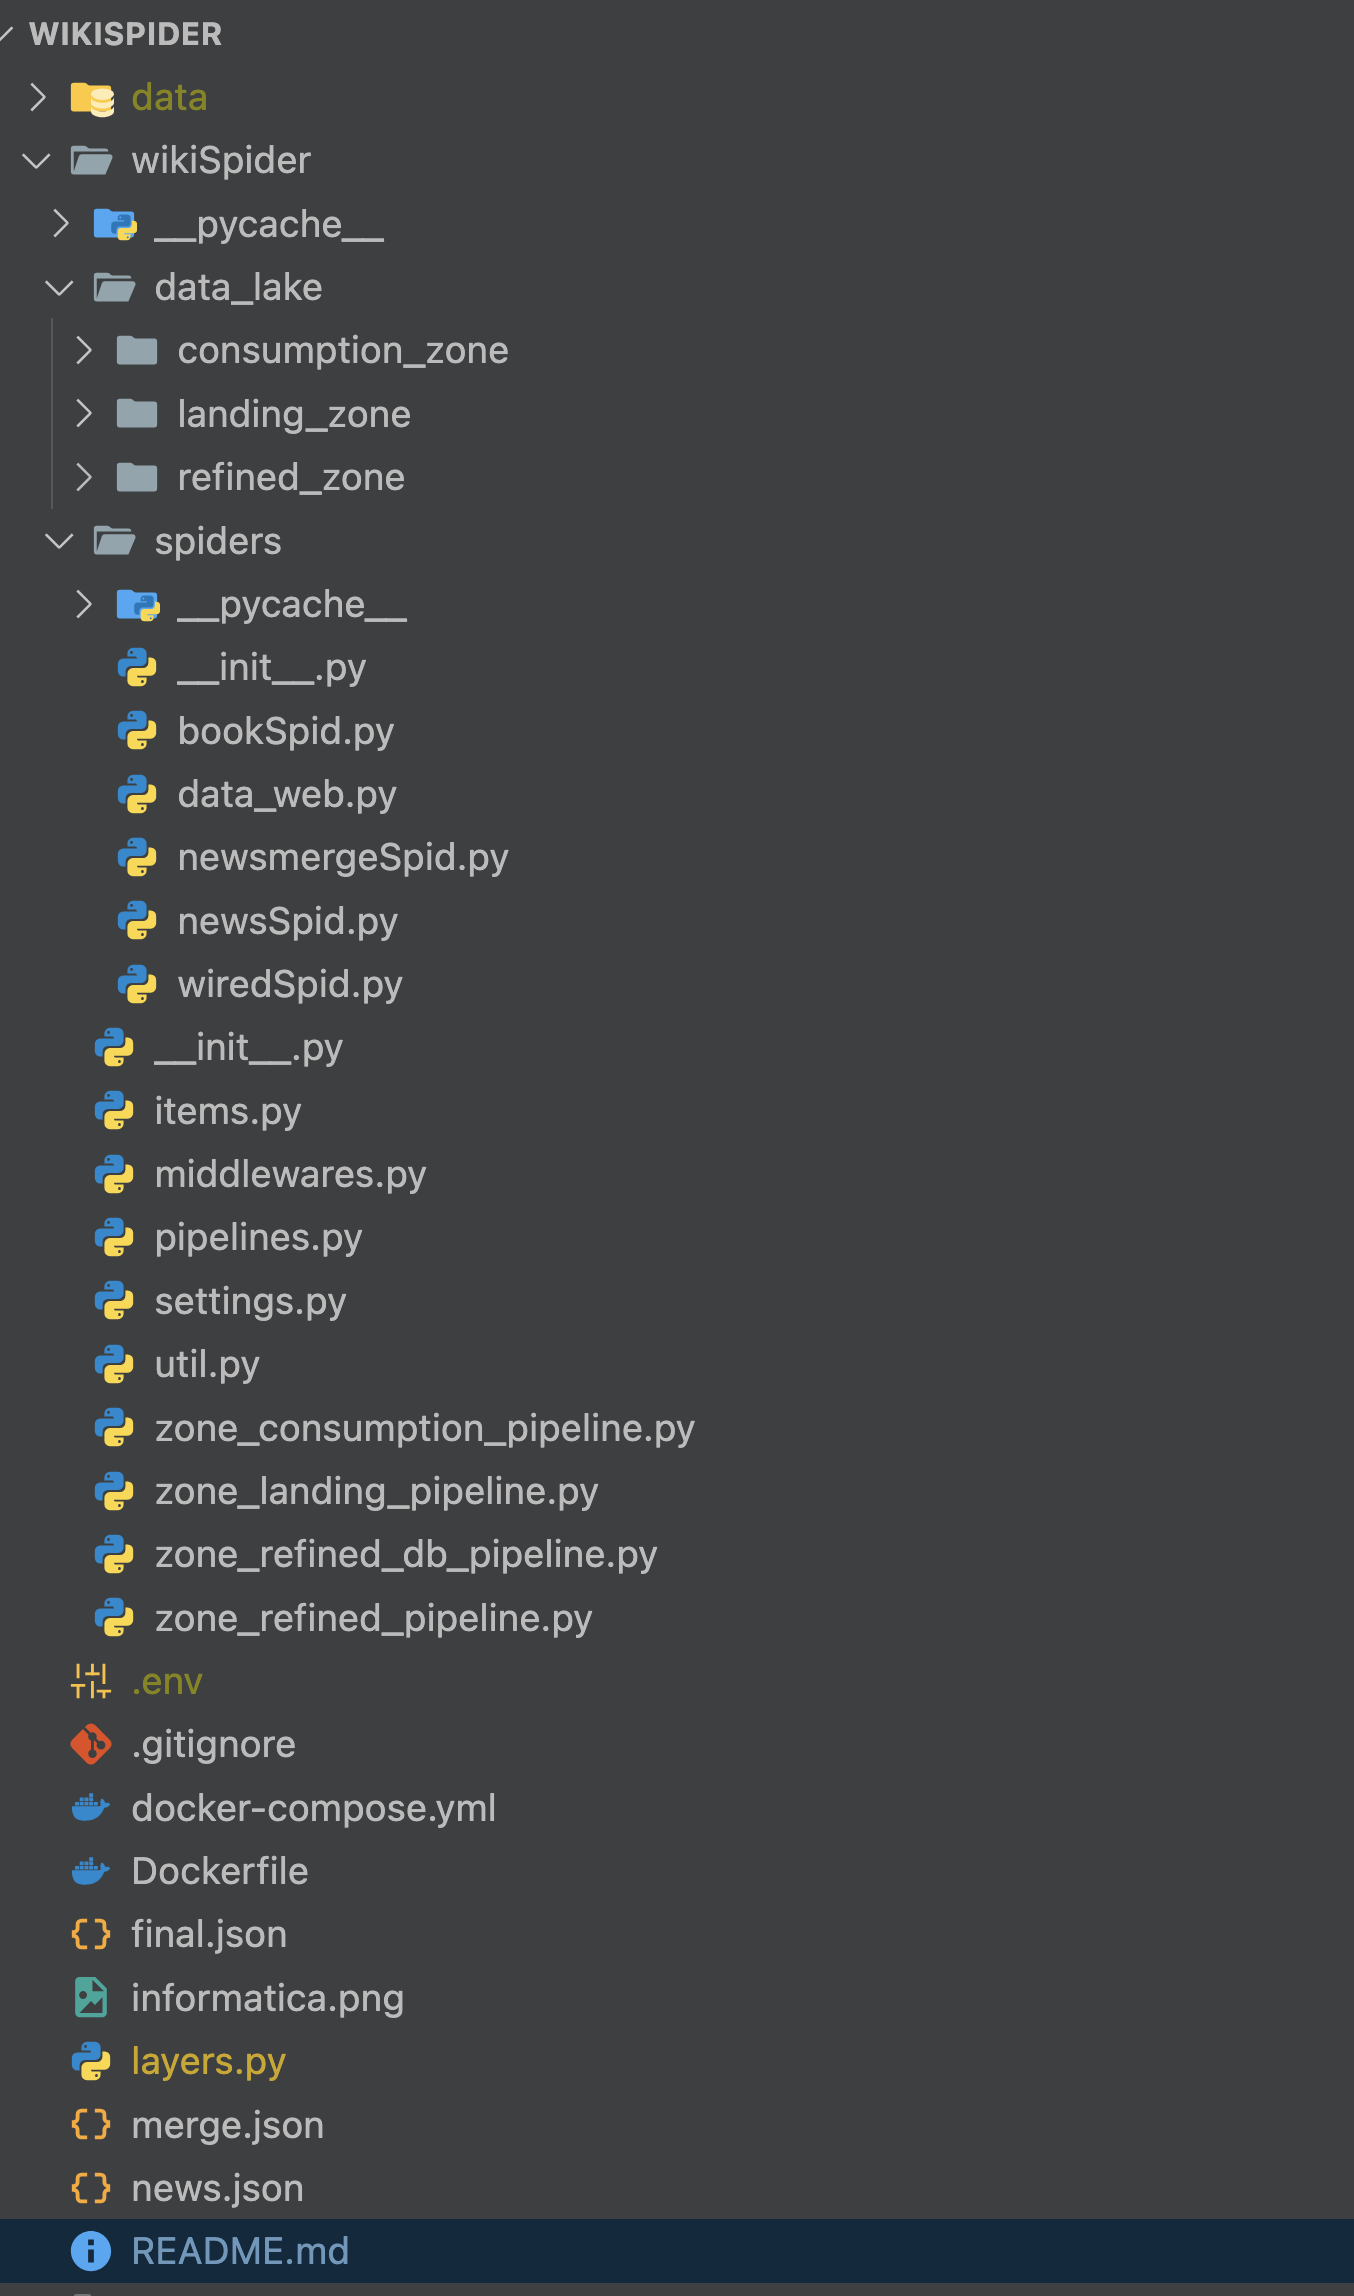 WIKISPIDER
data
wikiSpider
__pycache__
data_lake
consumption_zone
landing_zone
refined_zone
spiders
__pycache__
__init__.py
bookSpid.py
data_web.py
newsmergeSpid.py
newsSpid.py
wiredSpid.py
__init__.py
items.py
middlewares.py
pipelines.py
settings.py
util.py
zone_consumption_pipeline.py
zone_landing_pipeline.py
zone_refined_db_pipeline.py
zone_refined_pipeline.py
.env
.gitignore
docker-compose.yml
Dockerfile
final.json
informatica.png
layers.py
merge.json
news.json
README.md